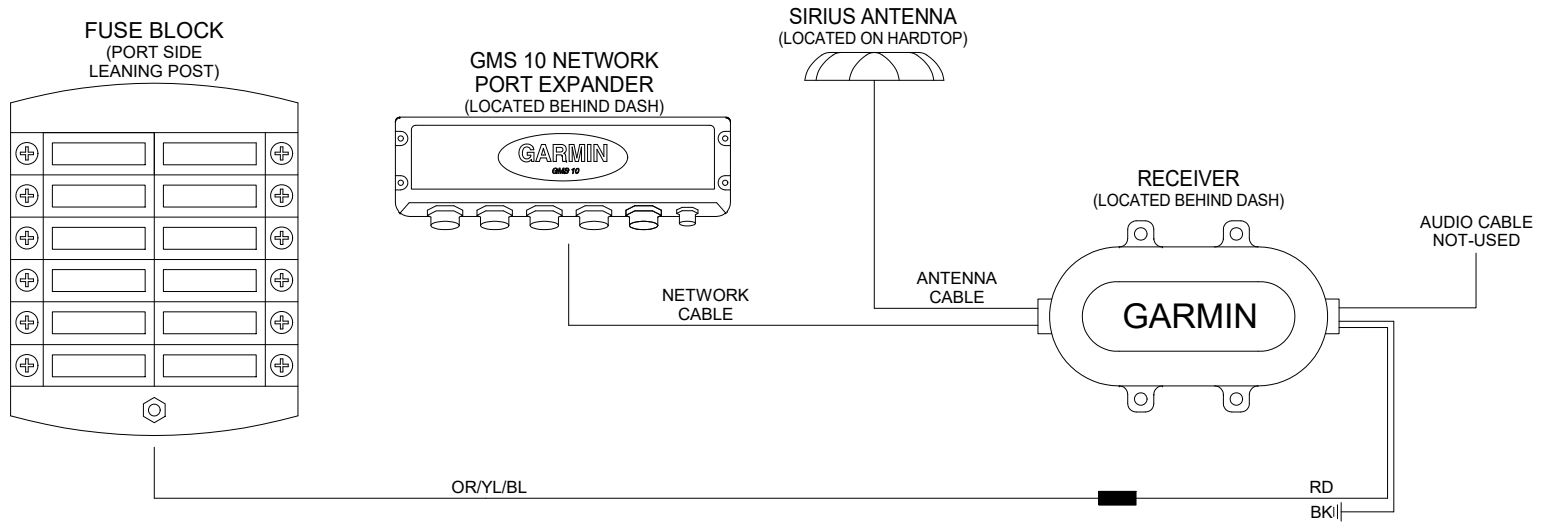 FUSE BLOCK
(PORT SIDE
LEANING POST)
GMS 10 NETWORK
PORT EXPANDER
(LOCATED BEHIND DASH)
GARMIN
GMS 10
SIRIUS ANTENNA
(LOCATED ON HARDTOP)
RECEIVER
(LOCATED BEHIND DASH)
GARMIN
AUDIO CABLE
NOT-USED
ANTENNA
CABLE
NETWORK
CABLE
OR/YL/BL
RD
BK